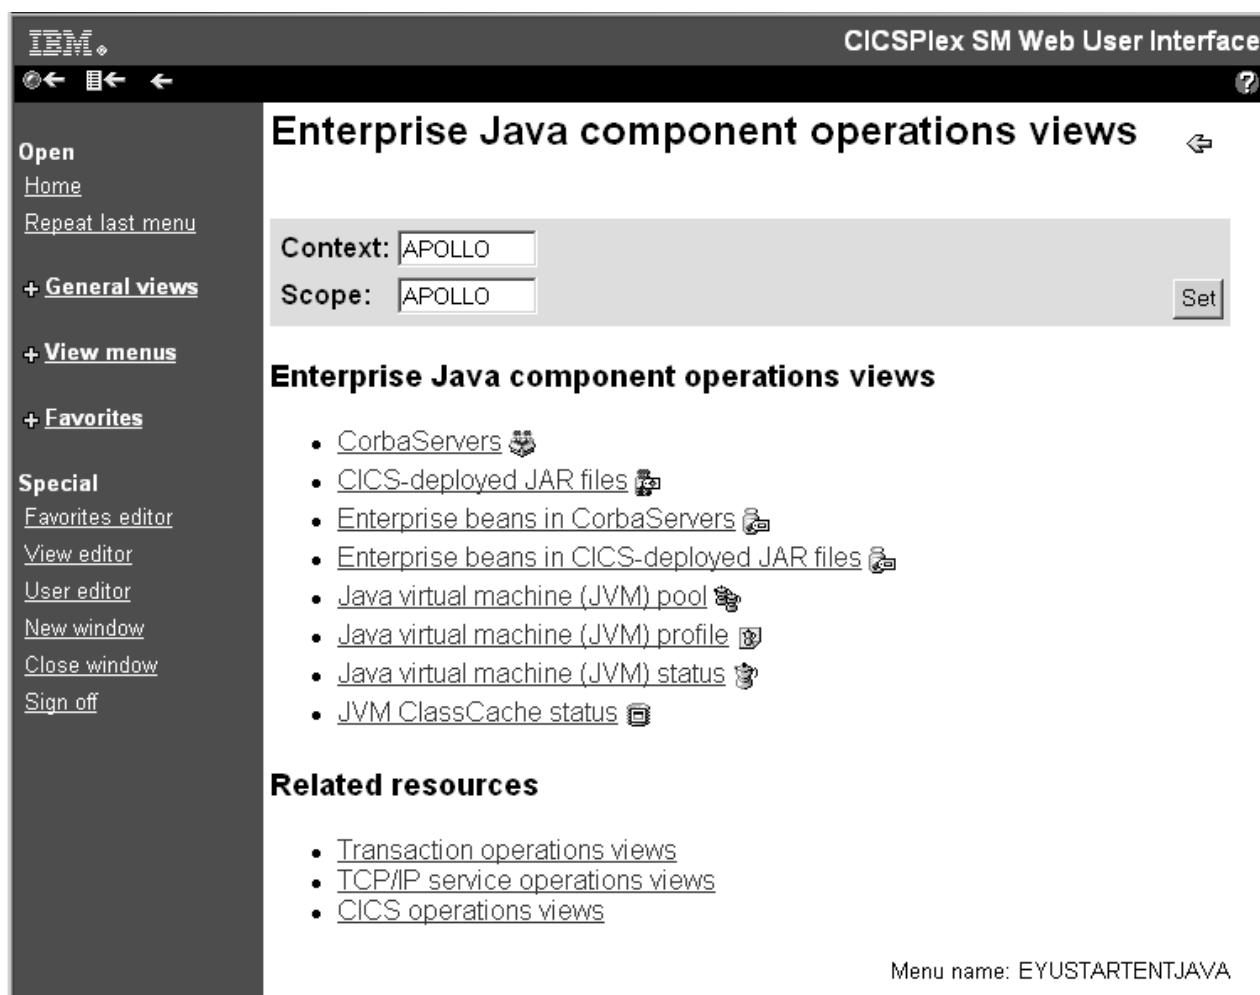 IBM.
CICSPlex SM Web User Interface
?
Enterprise Java component operations views
Open
Home
Repeat last menu
+ General views
+ View menus
+ Favorites
Special
Favorites editor
View editor
User editor
New window
Close window
Sign off
Context: APOLLO
Scope: APOLLO
Set
Enterprise Java component operations views
• CorbaServers
• CICS-deployed JAR files
• Enterprise beans in CorbaServers
• Enterprise beans in CICS-deployed JAR files
• Java virtual machine (JVM) pool
• Java virtual machine (JVM) profile
• Java virtual machine (JVM) status
• JVM ClassCache status
Related resources
• Transaction operations views
• TCP/IP service operations views
• CICS operations views
Menu name: EYUSTARTENTJAVA